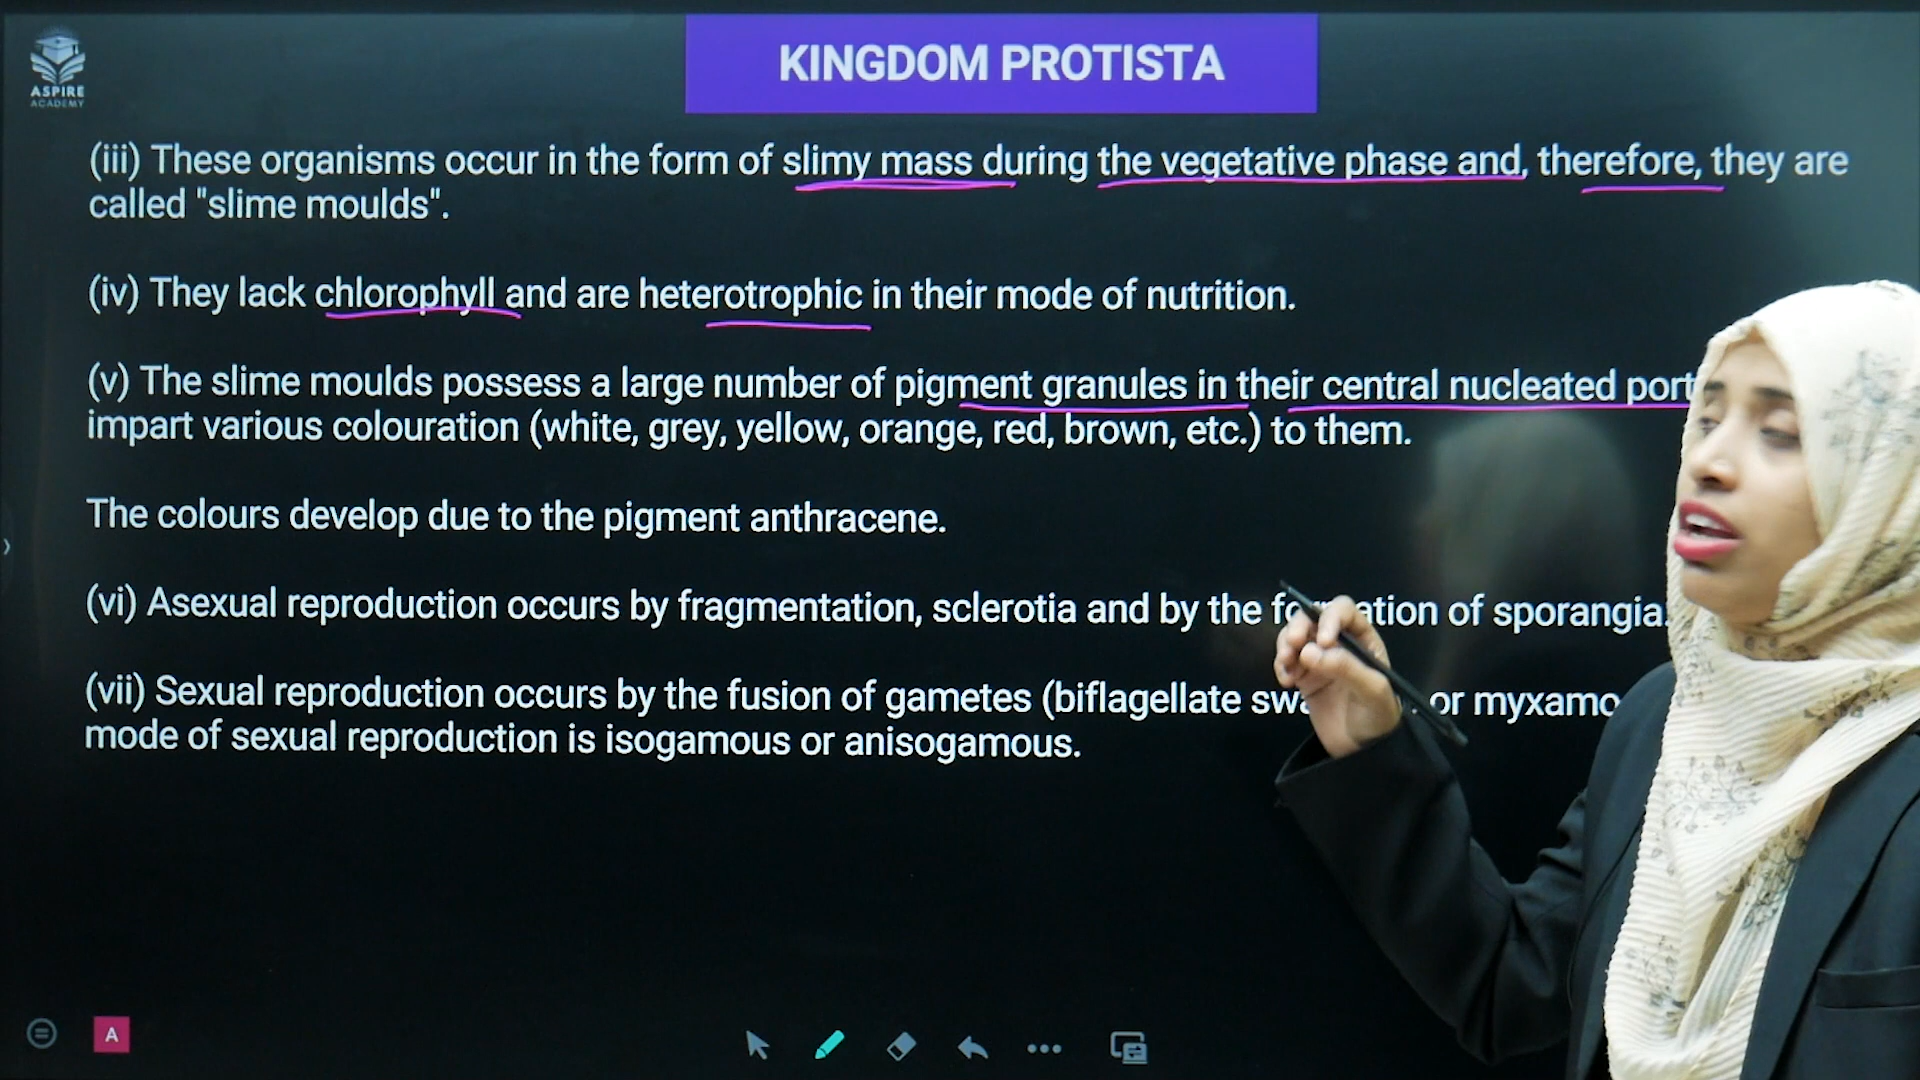 ASPIRE
ACADEMY
KINGDOM PROTISTA
(iii) These organisms occur in the form of slimy mass during the vegetative phase and, therefore, they are
called "slime moulds".
(iv) They lack chlorophyll and are heterotrophic in their mode of nutrition.
(v) The slime moulds possess a large number of pigment granules in their central nucleated
impart various colouration (white, grey, yellow, orange, red, brown, etc.) to them.
The colours develop due to the pigment anthracene.
(vi) Asexual reproduction occurs by fragmentation, sclerotia and by the of sporangia.
(vii) Sexual reproduction occurs by the fusion of gametes (biflagellate or
mode of sexual reproduction is isogamous or anisogamous.
A